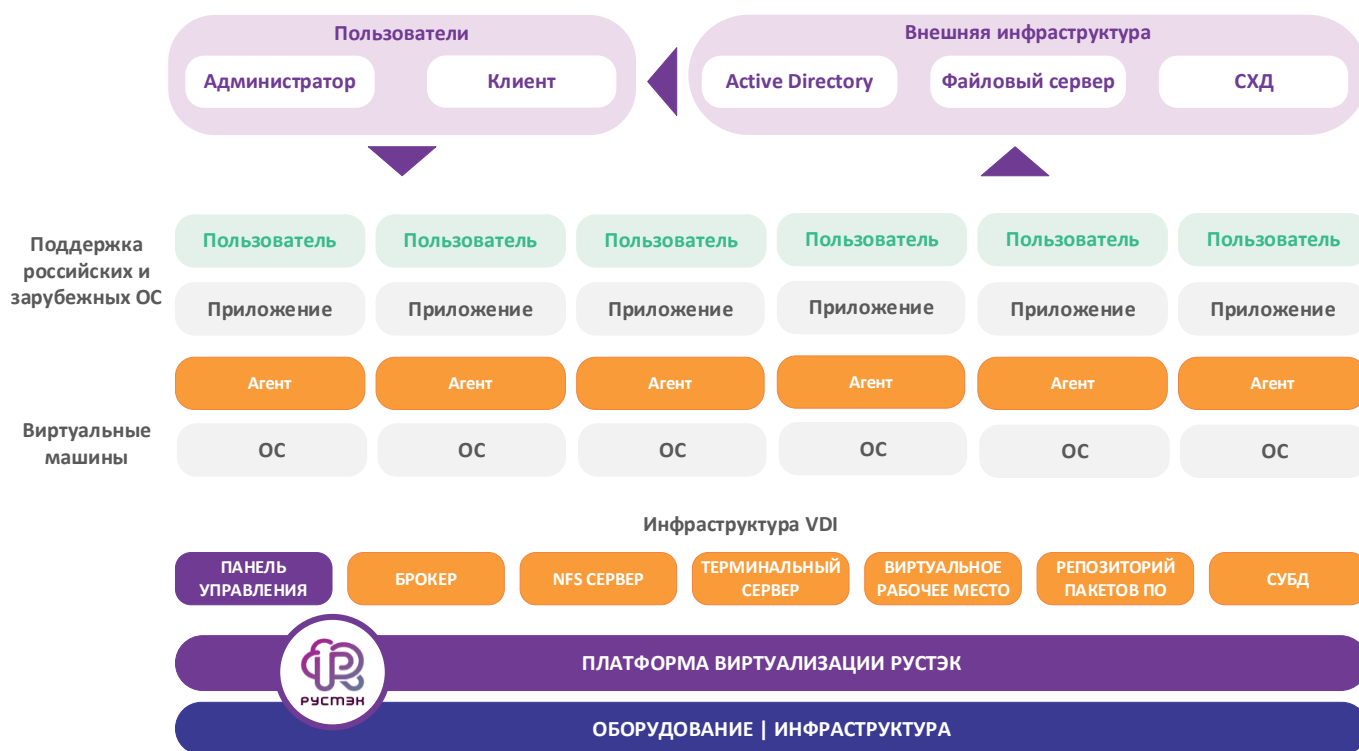 Пользователи
Администратор
Клиент
Внешняя инфраструктура
Active Directory
Файловый сервер
СХД
Поддержка
российских и
зарубежных ОС
Пользователь
Пользователь
Пользователь
Пользователь
Пользователь
Пользователь
Приложение
Приложение
Приложение
Приложение
Приложение
Приложение
Виртуальные
машины
Агент
Агент
Агент
Агент
Агент
Агент
ОС
ОС
ОС
ОС
ОС
ОС
Инфраструктура VDI
ПАНЕЛЬ
УПРАВЛЕНИЯ
БРОКЕР
NFS СЕРВЕР
ТЕРМИНАЛЬНЫЙ
СЕРВЕР
ВИРТУАЛЬНОЕ
РАБОЧЕЕ МЕСТО
РЕПОЗИТОРИЙ
ПАКЕТОВ ПО
СУБД
РУСТЭК
ПЛАТФОРМА ВИРТУАЛИЗАЦИИ РУСТЭК
ОБОРУДОВАНИЕ | ИНФРАСТРУКТУРА